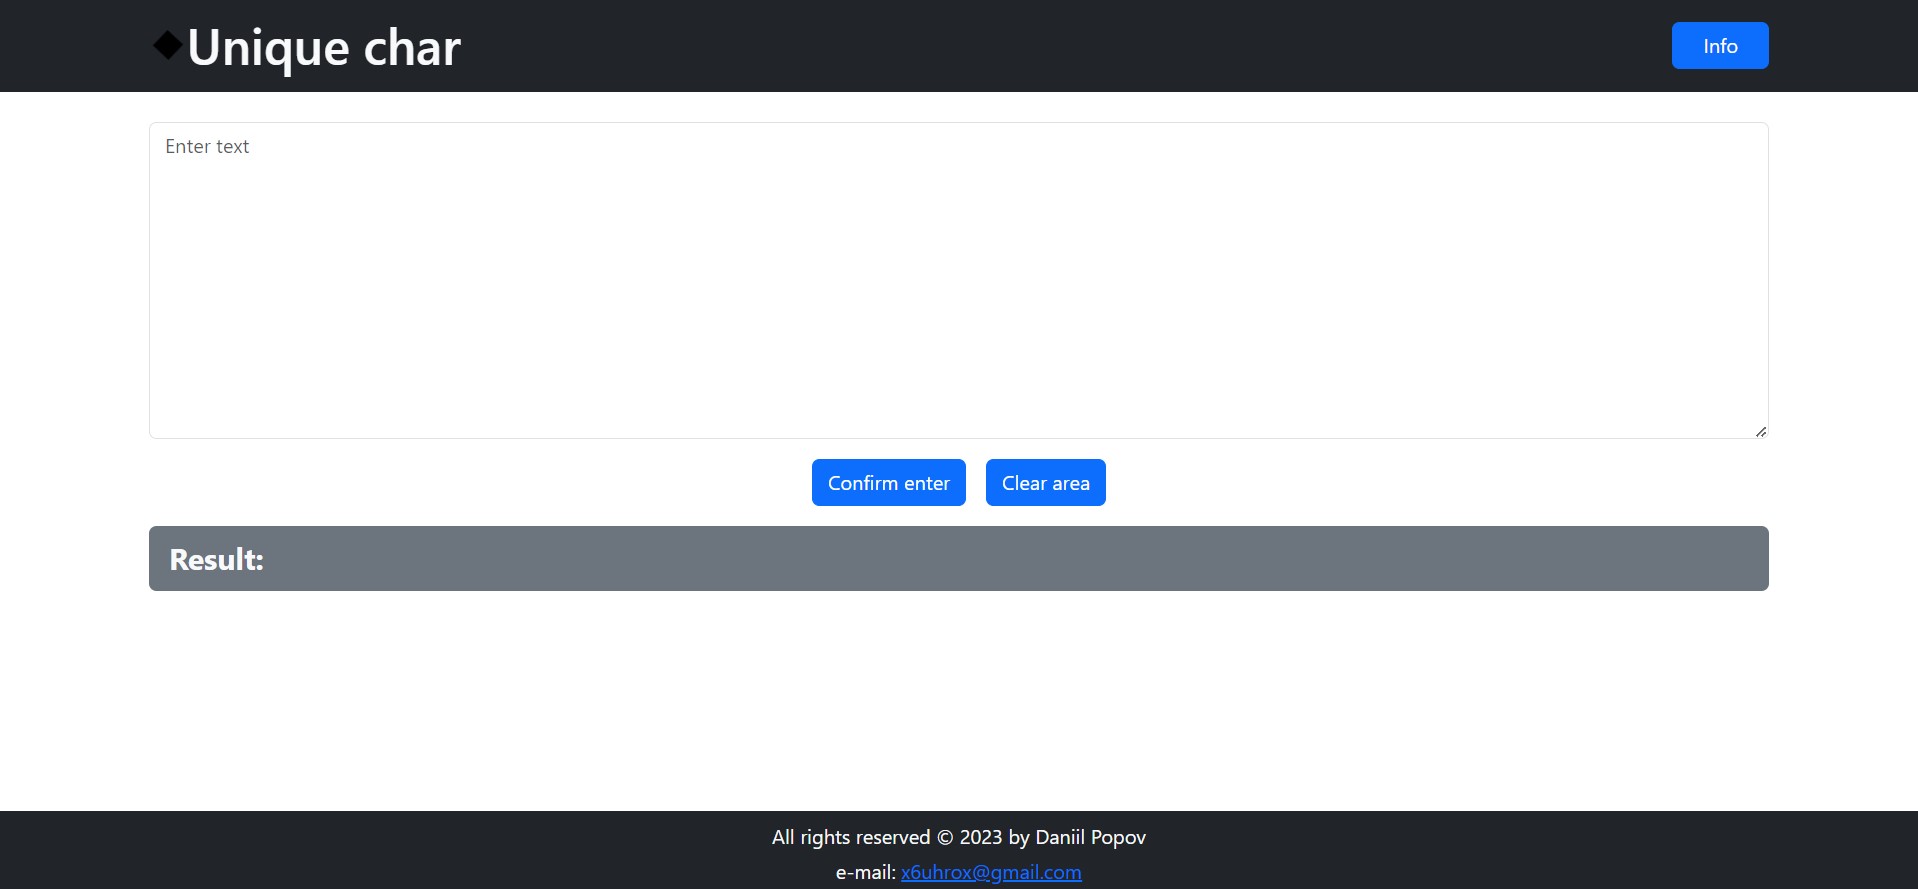 Unique char
Info
Enter text
Confirm enter
Clear area
Result:
All rights reserved © 2023 by Daniil Popov
e-mail: x6uhrox@gmail.com